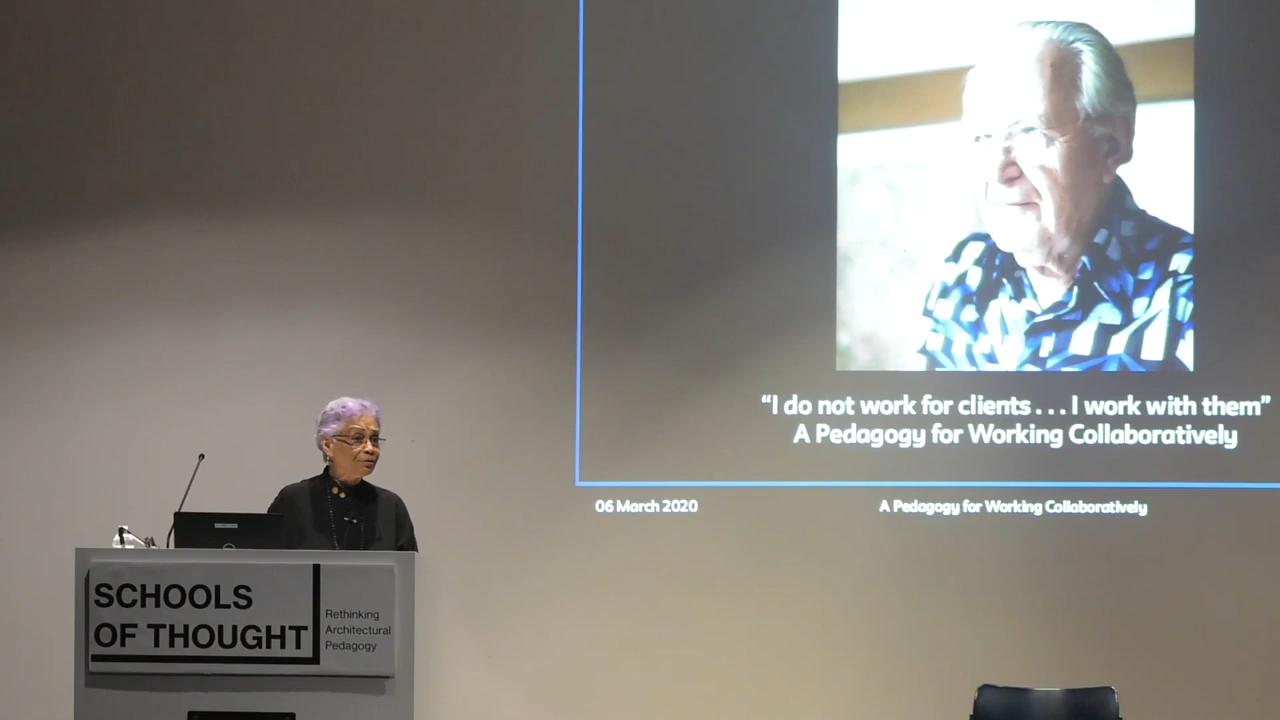 “I do not work for clients . . . I work with them”
A Pedagogy for Working Collaboratively
06 March 2020
A Pedagogy for Working Collaboratively
SCHOOLS
OF THOUGHT
Rethinking
Architectural
Pedagogy